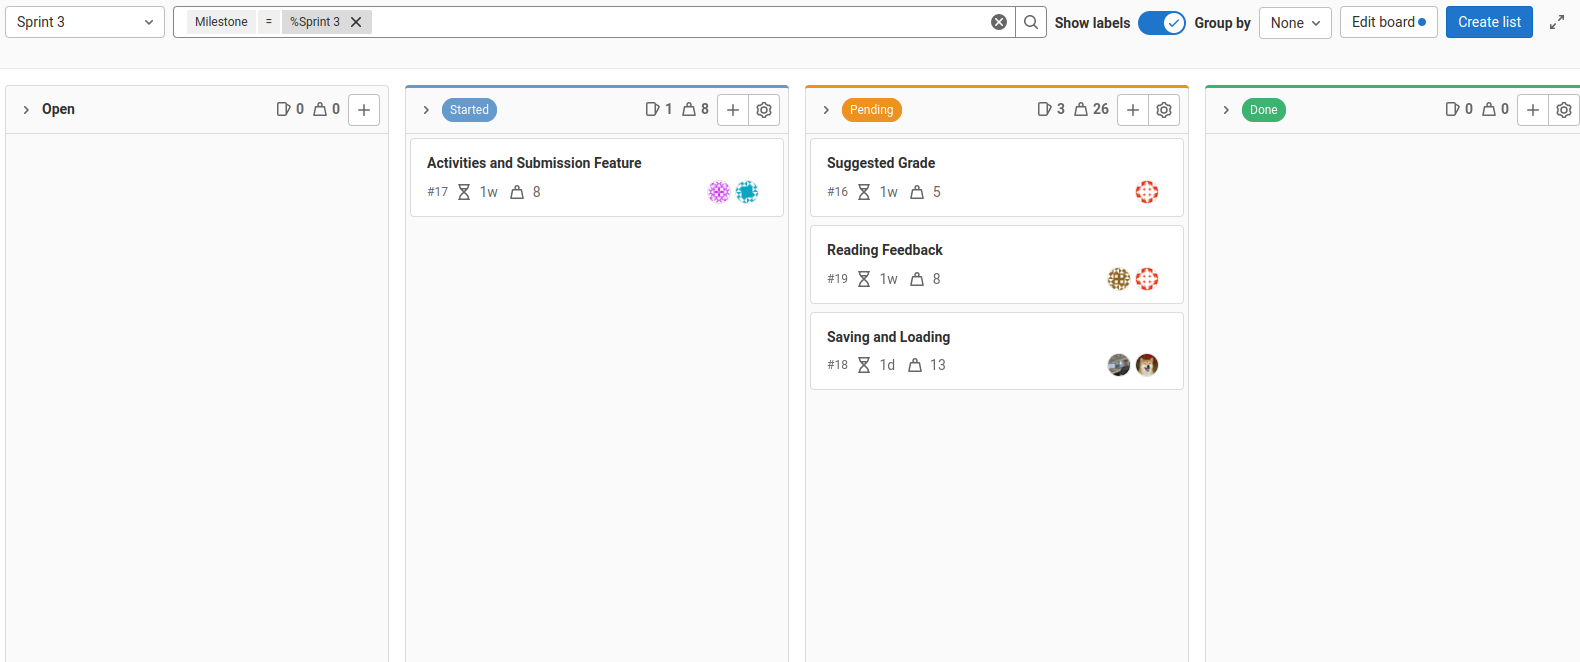 Sprint 3
Milestone = %Sprint 3
Show labels
Group by
None
Edit board
Create list
Open 0 0
Started 1 8
Activities and Submission Feature
#17 1w 8
Pending 3 26
Suggested Grade
#16 1w 5
Reading Feedback
#19 1w 8
Saving and Loading
#18 1d 13
Done 0 0